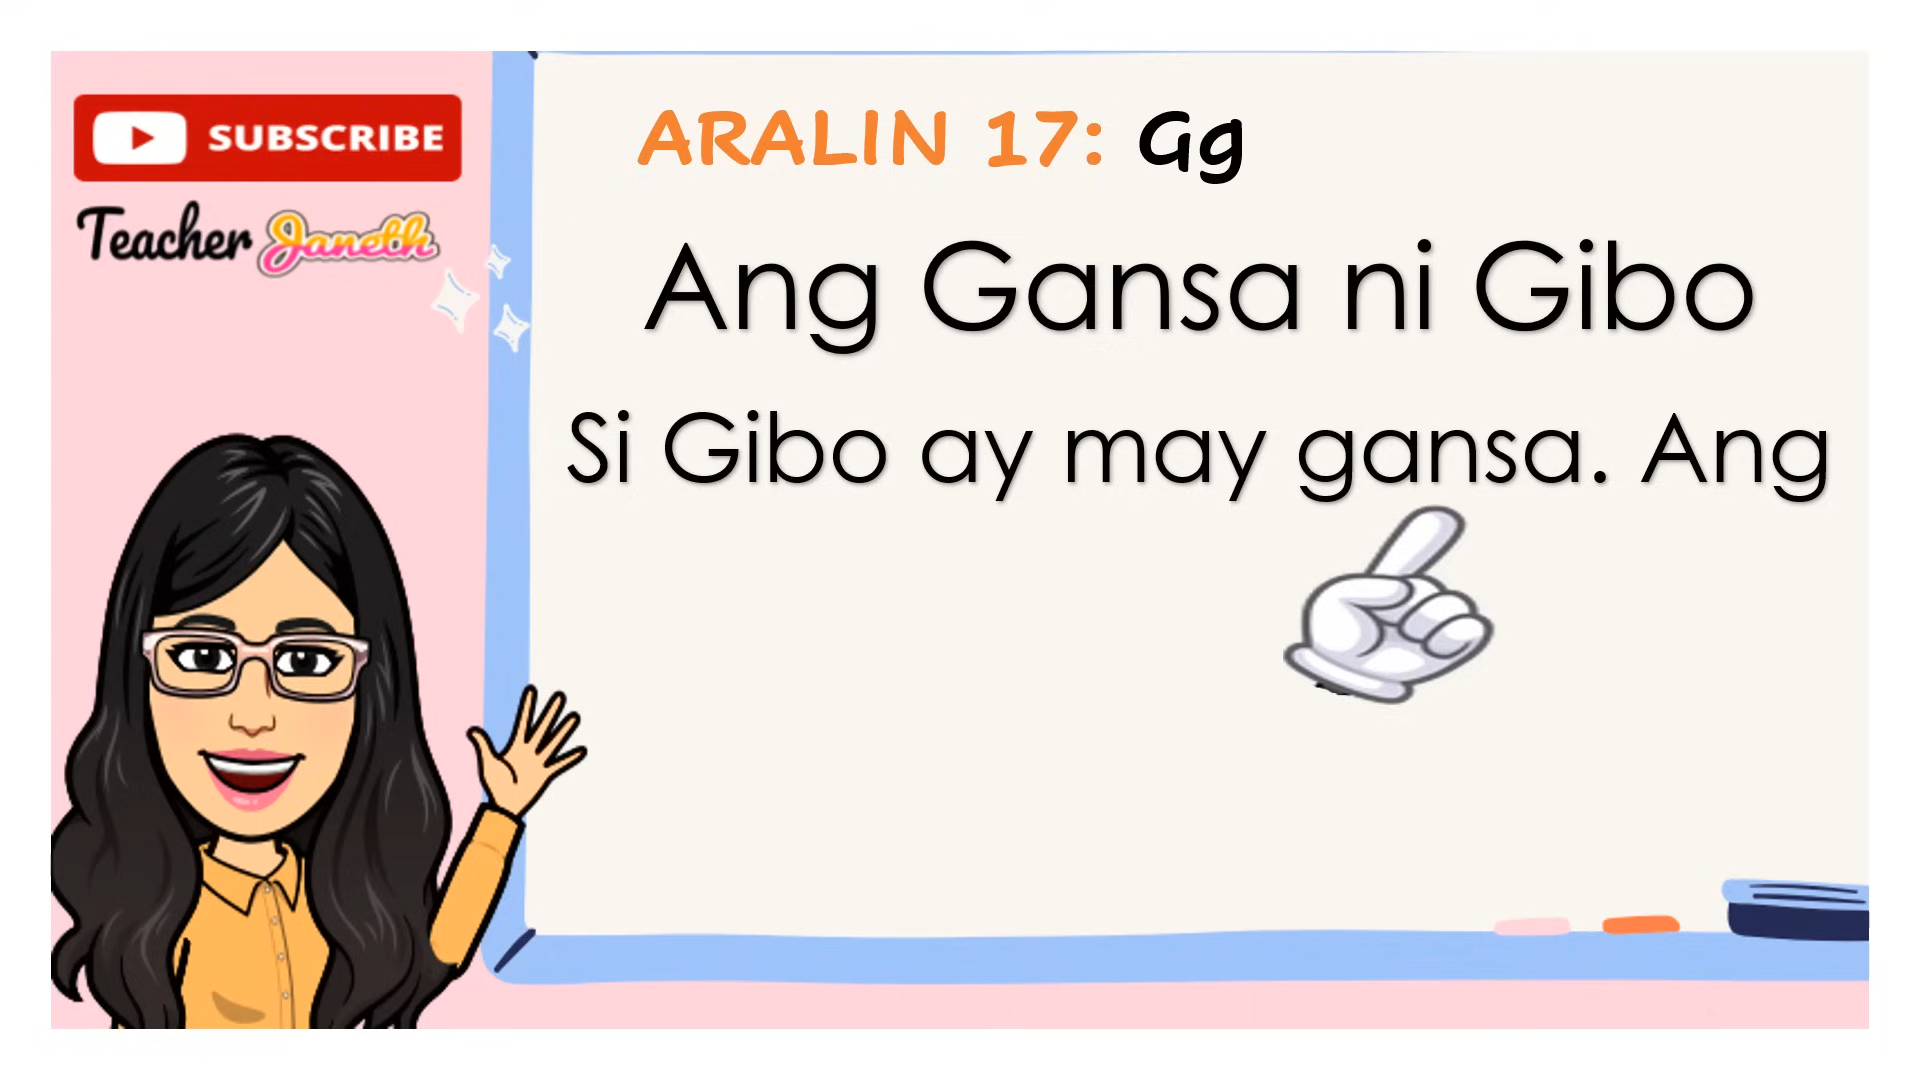 SUBSCRIBE
Teacher Janeth
ARALIN 17: Gg
Ang Gansa ni Gibo
Si Gibo ay may gansa. Ang